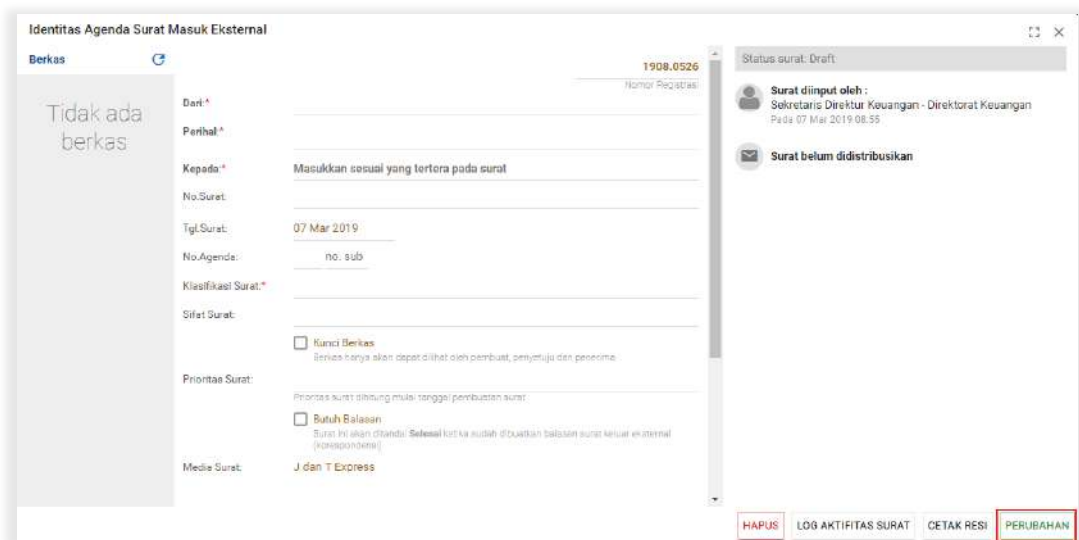 Identitas Agenda Surat Masuk Eksternal
Berkas
Tidak ada
berkas
1908.0526
Nomor Registrasi
Dari:*
Perihal:*
Kepada:* Masukkan sesuai yang tertera pada surat
No.Surat:
Tgl.Surat: 07 Mar 2019
No.Agenda: no. sub
Klasifikasi Surat:*
Sifat Surat:
Kunci Berkas
Berkas hanya akan dapat dilihat oleh pembuat, penyetuju dan penerima
Prioritas Surat:
Prioritas surat dihitung mulai tanggal pembuatan surat
Butuh Balasan
Surat ini akan ditandai Selesai ketika sudah dibuatkan balasan surat keluar eksternal
(korespondensi)
Media Surat: J dan T Express
Status surat: Draft
Surat diinput oleh :
Sekretaris Direktur Keuangan - Direktorat Keuangan
Pada 07 Mar 2019 08:55
Surat belum didistribusikan
HAPUS LOG AKTIFITAS SURAT CETAK RESI PERUBAHAN